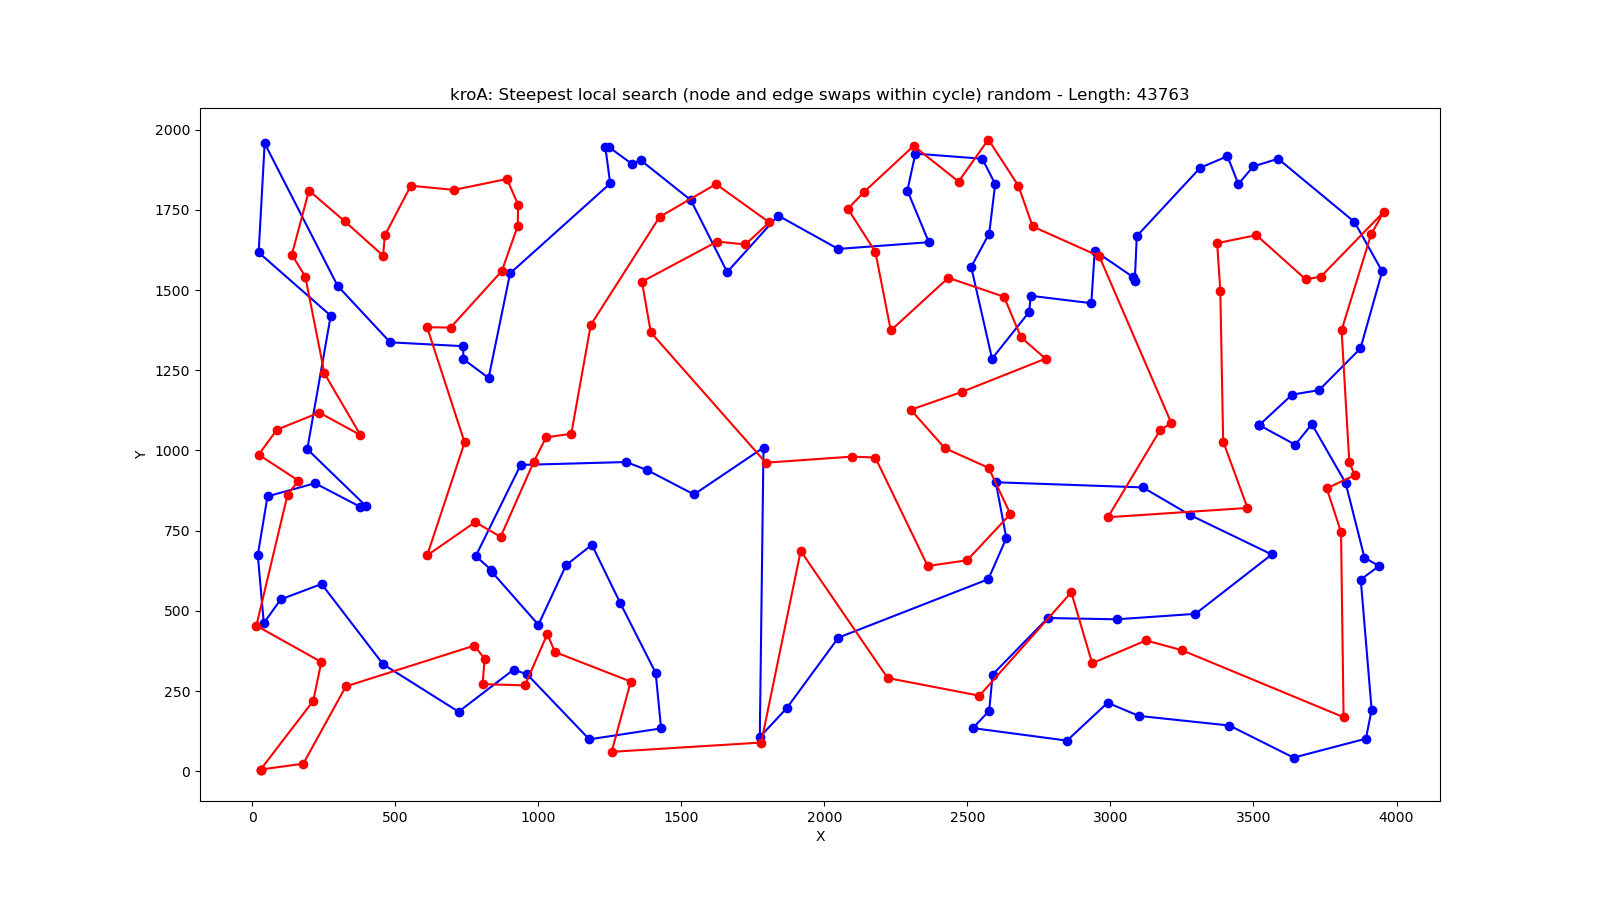 kroA: Steepest local search (node and edge swaps within cycle) random - Length: 43763
2000
1750
1500
1250
1000
750
500
250
0
Y
0 500 1000 1500 2000 2500 3000 3500 4000
X